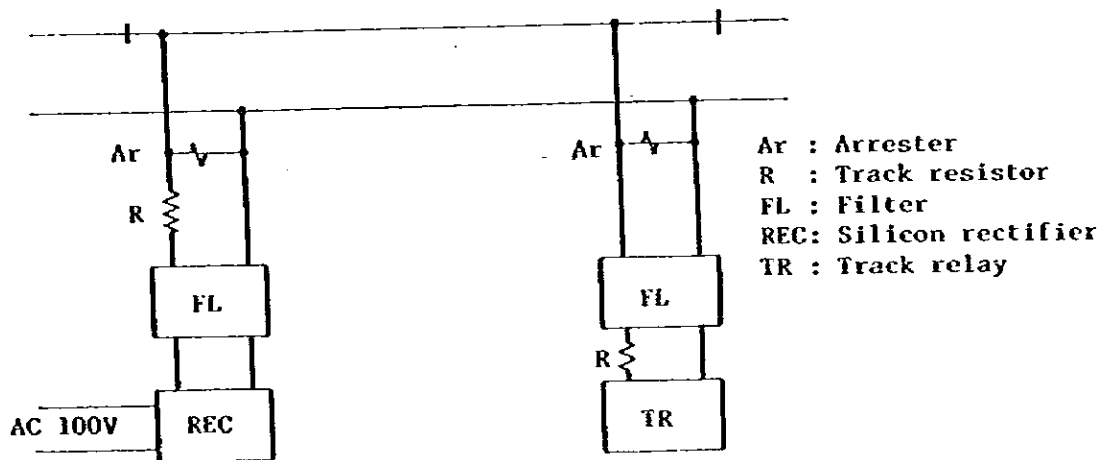 Ar
Ar
R
FL
FL
R
AC 100V
REC
TR
Ar : Arrester
R : Track resistor
FL : Filter
REC: Silicon rectifier
TR : Track relay